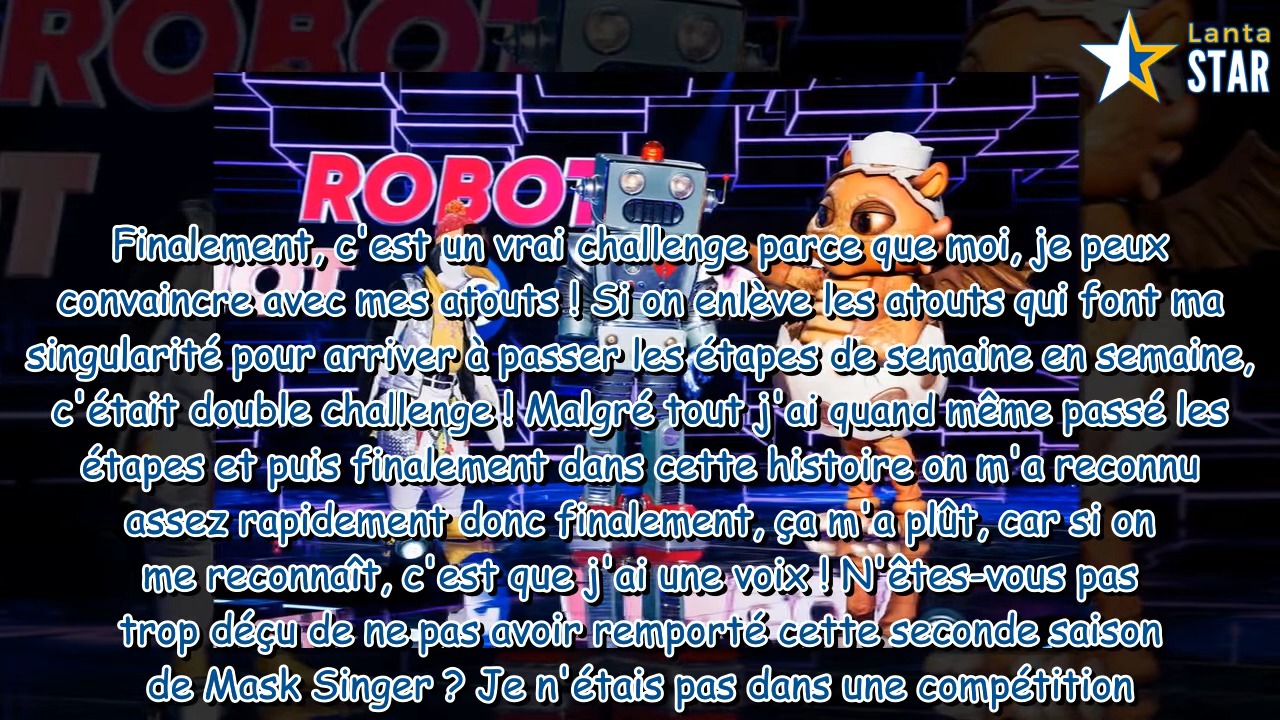 Lanta
STAR
ROBOT
Finalement, c'est un vrai challenge parce que moi, je peux
convaincre avec mes atouts ! Si on enlève les atouts qui font ma
singularité pour arriver à passer les étapes de semaine en semaine,
c'était double challenge ! Malgré tout j'ai quand même passé les
étapes et puis finalement dans cette histoire on m'a reconnu
assez rapidement donc finalement, ça m'a plût, car si on
me reconnaît, c'est que j'ai une voix ! N'êtes-vous pas
trop déçu de ne pas avoir remporté cette seconde saison
de Mask Singer ? Je n'étais pas dans une compétition